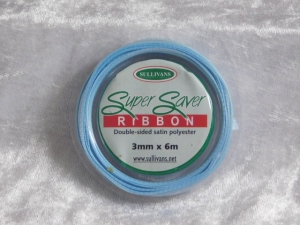 SULLIVANS
Super Saver
RIBBON
Double-sided satin polyester
3mm x 6m
www.sullivans.net